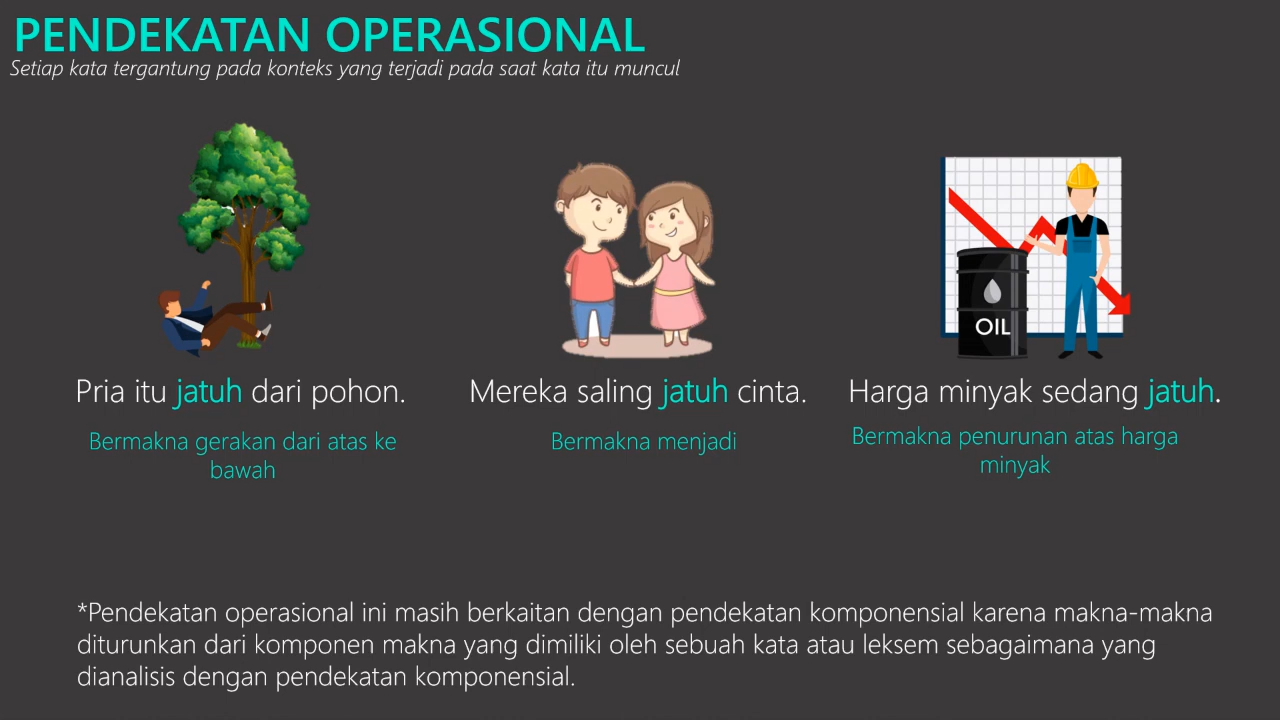 PENDEKATAN OPERASIONAL
Setiap kata tergantung pada konteks yang terjadi pada saat kata itu muncul
OIL
Pria itu jatuh dari pohon.
Bermakna gerakan dari atas ke
bawah
Mereka saling jatuh cinta.
Bermakna menjadi
Harga minyak sedang jatuh.
Bermakna penurunan atas harga
minyak
*Pendekatan operasional ini masih berkaitan dengan pendekatan komponensial karena makna-makna
diturunkan dari komponen makna yang dimiliki oleh sebuah kata atau leksem sebagaimana yang
dianalisis dengan pendekatan komponensial.